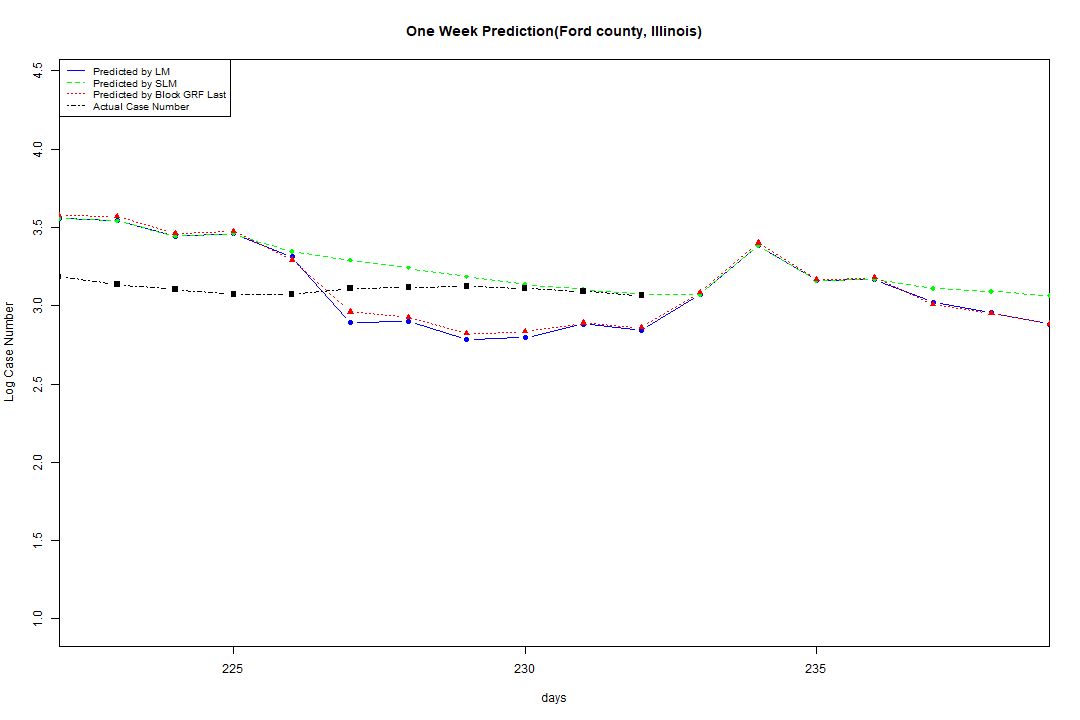 One Week Prediction(Ford county, Illinois)
Predicted by LM
Predicted by SLM
Predicted by Block GRF Last
Actual Case Number
4.5
4.0
3.5
3.0
2.5
2.0
1.5
1.0
Log Case Number
225 230 235
days